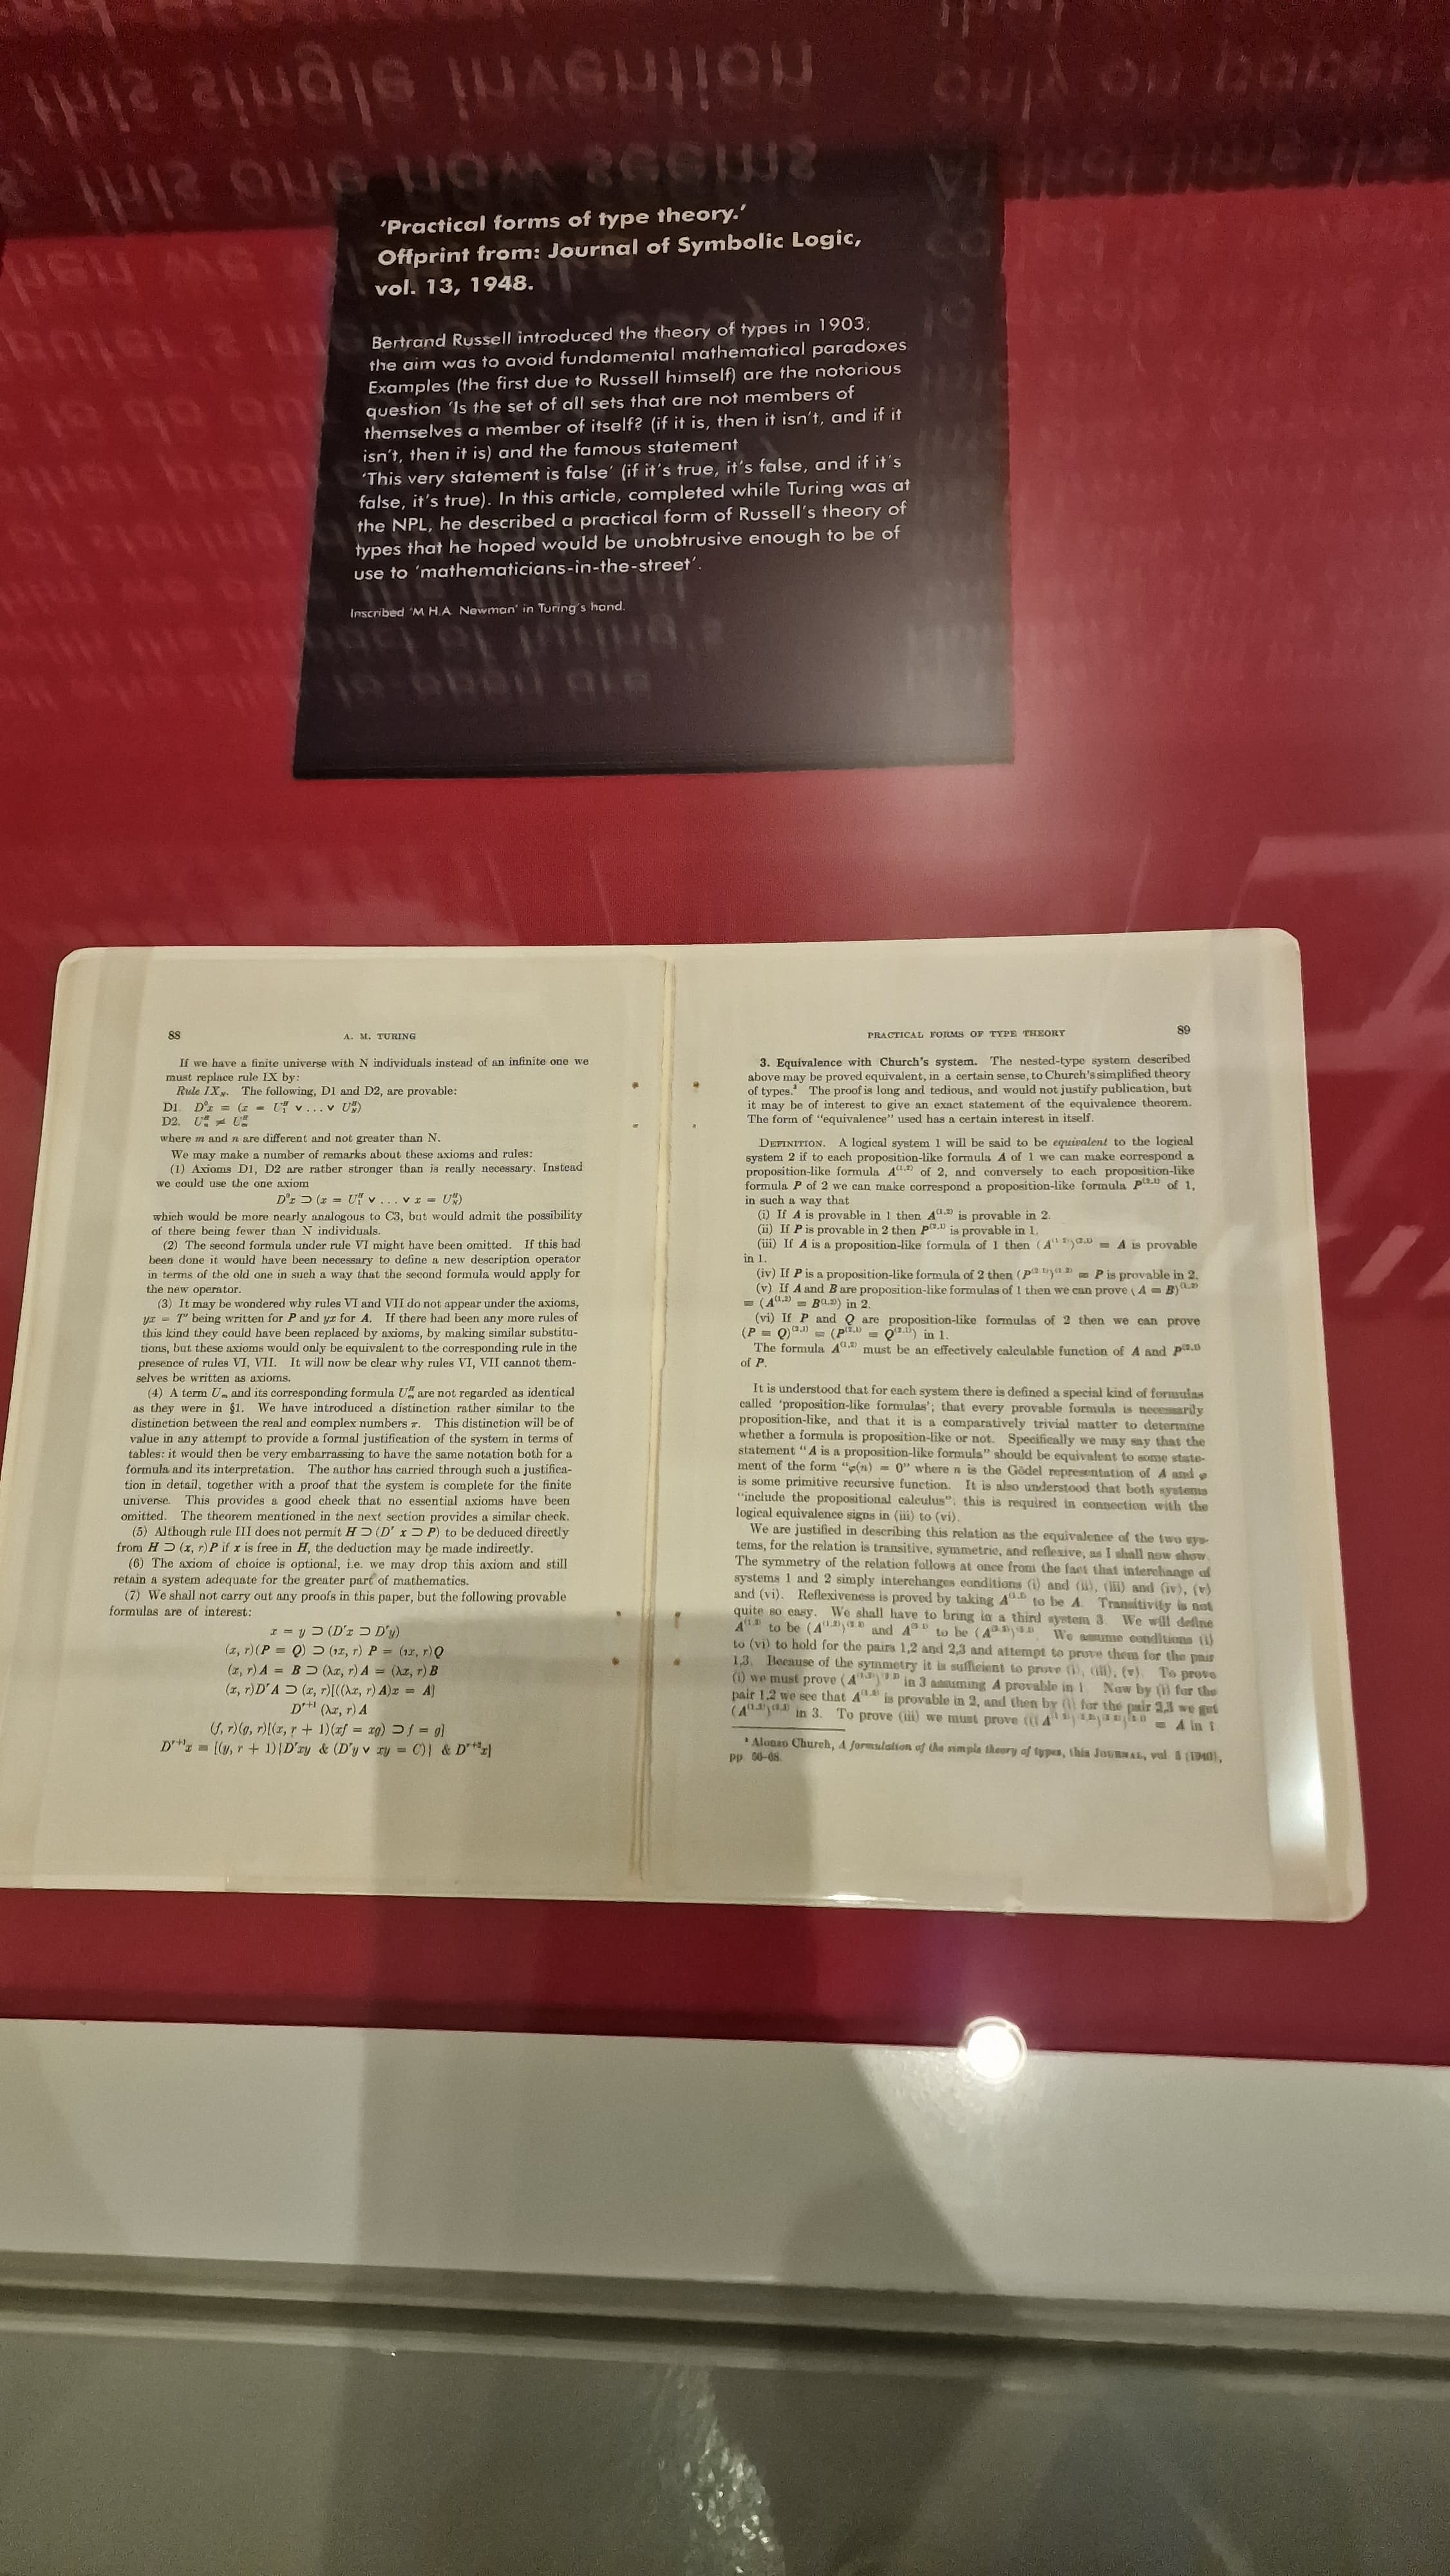 this single invention
only on paper
this one now seems
'Practical forms of type theory.'
Offprint from: Journal of Symbolic Logic,
vol. 13, 1948.
Bertrand Russell introduced the theory of types in 1903;
the aim was to avoid fundamental mathematical paradoxes
Examples (the first due to Russell himself) are the notorious
question 'Is the set of all sets that are not members of
themselves a member of itself? (if it is, then it isn't, and if it
isn't, then it is) and the famous statement
'This very statement is false' (if it's true, it's false, and if it's
false, it's true). In this article, completed while Turing was at
the NPL, he described a practical form of Russell's theory of
types that he hoped would be unobtrusive enough to be of
use to 'mathematicians-in-the-street'.
Inscribed 'M H.A. Newman' in Turing's hand.
88
A. M. TURING
If we have a finite universe with N individuals instead of an infinite one we
must replace rule IX by:
Rule IX_N. The following, D1 and D2, are provable:
D1. D⁰x = (x = U₁ᴵᴵ v . . . v U_Nᴵᴵ)
D2. U ≠ U
where m and n are different and not greater than N.
We may make a number of remarks about these axioms and rules:
(1) Axioms D1, D2 are rather stronger than is really necessary. Instead
we could use the one axiom
D⁰x ⊃ (x = U₁ᴵᴵ v . . . v x = U_Nᴵᴵ)
which would be more nearly analogous to C3, but would admit the possibility
of there being fewer than N individuals.
(2) The second formula under rule VI might have been omitted. If this had
been done it would have been necessary to define a new description operator
in terms of the old one in such a way that the second formula would apply for
the new operator.
(3) It may be wondered why rules VI and VII do not appear under the axioms,
yx = T' being written for P and yx for A. If there had been any more rules of
this kind they could have been replaced by axioms, by making similar substitu-
tions, but these axioms would only be equivalent to the corresponding rule in the
presence of rules VI, VII. It will now be clear why rules VI, VII cannot them-
selves be written as axioms.
(4) A term U and its corresponding formula U are not regarded as identical
as they were in §1. We have introduced a distinction rather similar to the
distinction between the real and complex numbers π. This distinction will be of
value in any attempt to provide a formal justification of the system in terms of
tables: it would then be very embarrassing to have the same notation both for a
formula and its interpretation. The author has carried through such a justifica-
tion in detail, together with a proof that the system is complete for the finite
universe. This provides a good check that no essential axioms have been
omitted. The theorem mentioned in the next section provides a similar check.
(5) Although rule III does not permit H ⊃ (Dʳ x ⊃ P) to be deduced directly
from H ⊃ (x, r) P if x is free in H, the deduction may be made indirectly.
(6) The axiom of choice is optional, i.e. we may drop this axiom and still
retain a system adequate for the greater part of mathematics.
(7) We shall not carry out any proofs in this paper, but the following provable
formulas are of interest:
x = y ⊃ (Dʳx ⊃ Dʳy)
(x, r)(P = Q) ⊃ (ɿx, r) P = (ɿx, r)Q
(x, r) A = B ⊃ (λx, r) A = (λx, r) B
(x, r)DʳA ⊃ (x, r)[((λx, r) A)x = A]
Dʳ⁺¹ (λx, r) A
(f, r)(g, r)[(x, r + 1)(xf = xg) ⊃ f = g]
Dʳ⁺¹x = [(y, r + 1){Dʳxy & (Dʳy v xy = C)} & Dʳ⁺²x]
PRACTICAL FORMS OF TYPE THEORY
89
3. Equivalence with Church's system. The nested-type system described
above may be proved equivalent, in a certain sense, to Church's simplified theory
of types.³ The proof is long and tedious, and would not justify publication, but
it may be of interest to give an exact statement of the equivalence theorem.
The form of "equivalence" used has a certain interest in itself.
DEFINITION. A logical system 1 will be said to be equivalent to the logical
system 2 if to each proposition-like formula A of 1 we can make correspond a
proposition-like formula A⁽¹,²⁾ of 2, and conversely to each proposition-like
formula P of 2 we can make correspond a proposition-like formula P⁽²,¹⁾ of 1,
in such a way that
(i) If A is provable in 1 then A⁽¹,²⁾ is provable in 2.
(ii) If P is provable in 2 then P⁽²,¹⁾ is provable in 1.
(iii) If A is a proposition-like formula of 1 then (A⁽¹,²⁾)⁽²,¹⁾ = A is provable
in 1.
(iv) If P is a proposition-like formula of 2 then (P⁽²,¹⁾)⁽¹,²⁾ = P is provable in 2.
(v) If A and B are proposition-like formulas of 1 then we can prove (A = B)⁽¹,²⁾
= (A⁽¹,²⁾ = B⁽¹,²⁾) in 2.
(vi) If P and Q are proposition-like formulas of 2 then we can prove
(P = Q)⁽²,¹⁾ = (P⁽²,¹⁾ = Q⁽²,¹⁾) in 1.
The formula A⁽¹,²⁾ must be an effectively calculable function of A and P⁽²,¹⁾
of P.
It is understood that for each system there is defined a special kind of formulas
called 'proposition-like formulas'; that every provable formula is necessarily
proposition-like, and that it is a comparatively trivial matter to determine
whether a formula is proposition-like or not. Specifically we may say that the
statement "A is a proposition-like formula" should be equivalent to some state-
ment of the form "φ(n) = 0" where n is the Gödel representation of A and φ
is some primitive recursive function. It is also understood that both systems
"include the propositional calculus"; this is required in connection with the
logical equivalence signs in (iii) to (vi).
We are justified in describing this relation as the equivalence of the two sys-
tems, for the relation is transitive, symmetric, and reflexive, as I shall now show.
The symmetry of the relation follows at once from the fact that interchange of
systems 1 and 2 simply interchanges conditions (i) and (ii), (iii) and (iv), (v)
and (vi). Reflexiveness is proved by taking A⁽¹,²⁾ to be A. Transitivity is not
quite so easy. We shall have to bring in a third system 3. We will define
A⁽¹,³⁾ to be (A⁽¹,²⁾)⁽²,³⁾ and A⁽³,¹⁾ to be (A⁽³,²⁾)⁽²,¹⁾. We assume conditions (i)
to (vi) to hold for the pairs 1,2 and 2,3 and attempt to prove them for the pair
1,3. Because of the symmetry it is sufficient to prove (i), (iii), (v). To prove
(i) we must prove (A⁽¹,²⁾)⁽²,³⁾ in 3 assuming A provable in 1. Now by (i) for the
pair 1,2 we see that A⁽¹,²⁾ is provable in 2, and then by (i) for the pair 2,3 we get
(A⁽¹,²⁾)⁽²,³⁾ in 3. To prove (iii) we must prove (((A⁽¹,²⁾)⁽²,³⁾)⁽³,²⁾)⁽²,¹⁾ = A in 1
³ Alonzo Church, A formulation of the simple theory of types, this JOURNAL, vol. 5 (1940),
pp. 56-68.